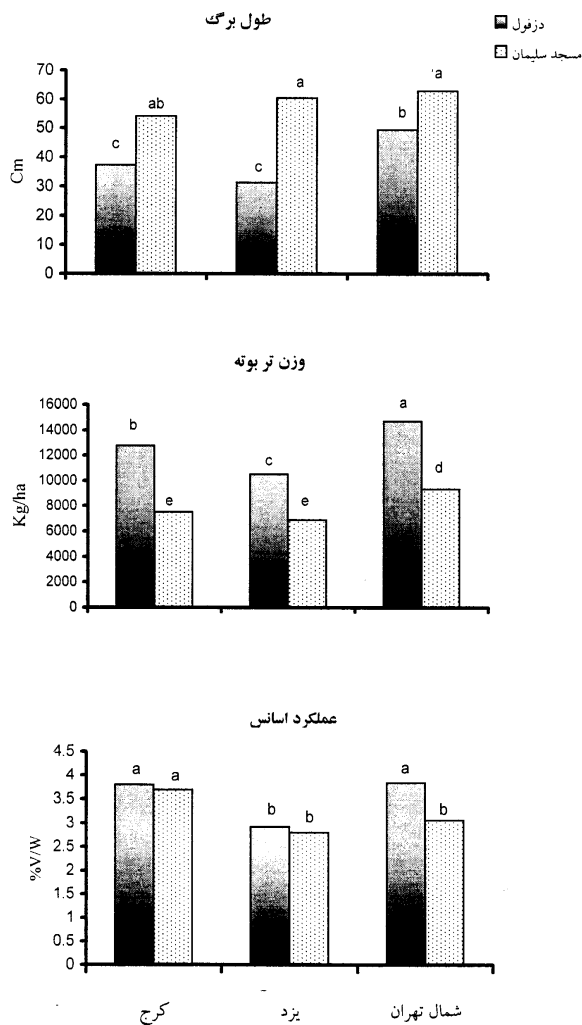 طول برگ
دزفول
مسجد سلیمان
70
60
50
40
30
20
10
0
Cm
c
ab
c
a
b
a
وزن تر بوته
16000
14000
12000
10000
8000
6000
4000
2000
0
Kg/ha
b
e
c
e
a
d
عملکرد اسانس
4.5
4
3.5
3
2.5
2
1.5
1
0.5
0
%V/W
a
a
b
b
a
b
کرج
یزد
شمال تهران